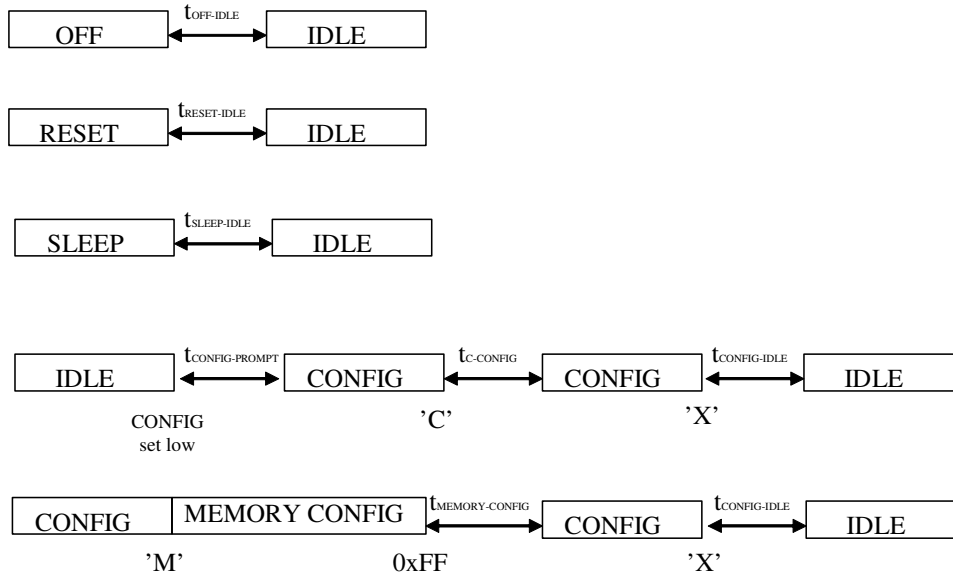 tOFF-IDLE
OFF IDLE
tRESET-IDLE
RESET IDLE
tSLEEP-IDLE
SLEEP IDLE
tCONFIG-PROMPT tC-CONFIG tCONFIG-IDLE
IDLE CONFIG CONFIG IDLE
CONFIG
set low
’C’ ’X’
tMEMORY-CONFIG tCONFIG-IDLE
CONFIG MEMORY CONFIG CONFIG IDLE
’M’ 0xFF ’X’